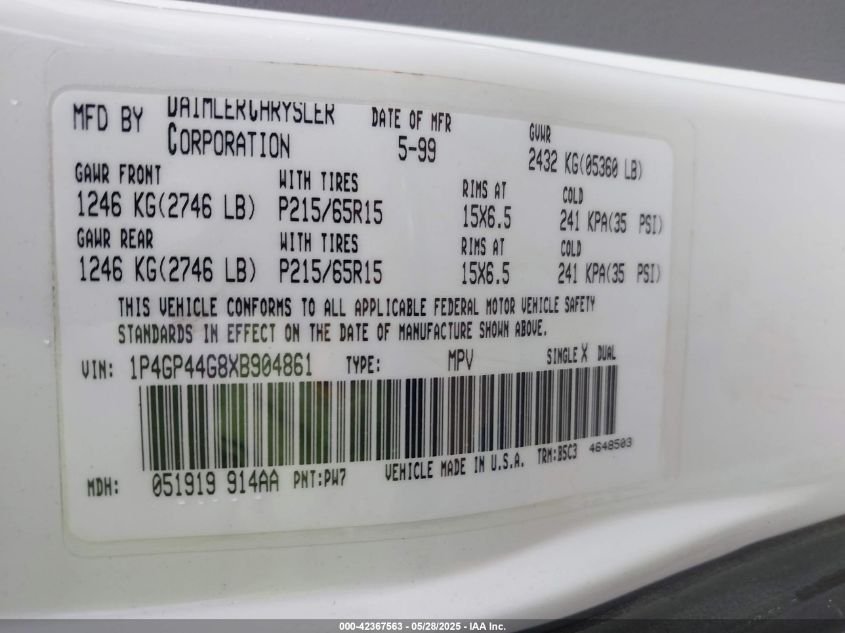 MFD BY DAIMLERCHRYSLER CORPORATION DATE OF MFR 5-99 GVWR 2432 KG(05360 LB)
GAWR FRONT WITH TIRES RIMS AT COLD
1246 KG(2746 LB) P215/65R15 15X6.5 241 KPA(35 PSI)
GAWR REAR WITH TIRES RIMS AT COLD
1246 KG(2746 LB) P215/65R15 15X6.5 241 KPA(35 PSI)
THIS VEHICLE CONFORMS TO ALL APPLICABLE FEDERAL MOTOR VEHICLE SAFETY
STANDARDS IN EFFECT ON THE DATE OF MANUFACTURE SHOWN ABOVE.
VIN: 1P4GP44G8XB904861 TYPE: MPV SINGLE X DUAL
MDH: 051919 914AA PNT:PW7 VEHICLE MADE IN U.S.A. TRM:B5C3 4648503
000-42367563 - 05/28/2025 - IAA Inc.